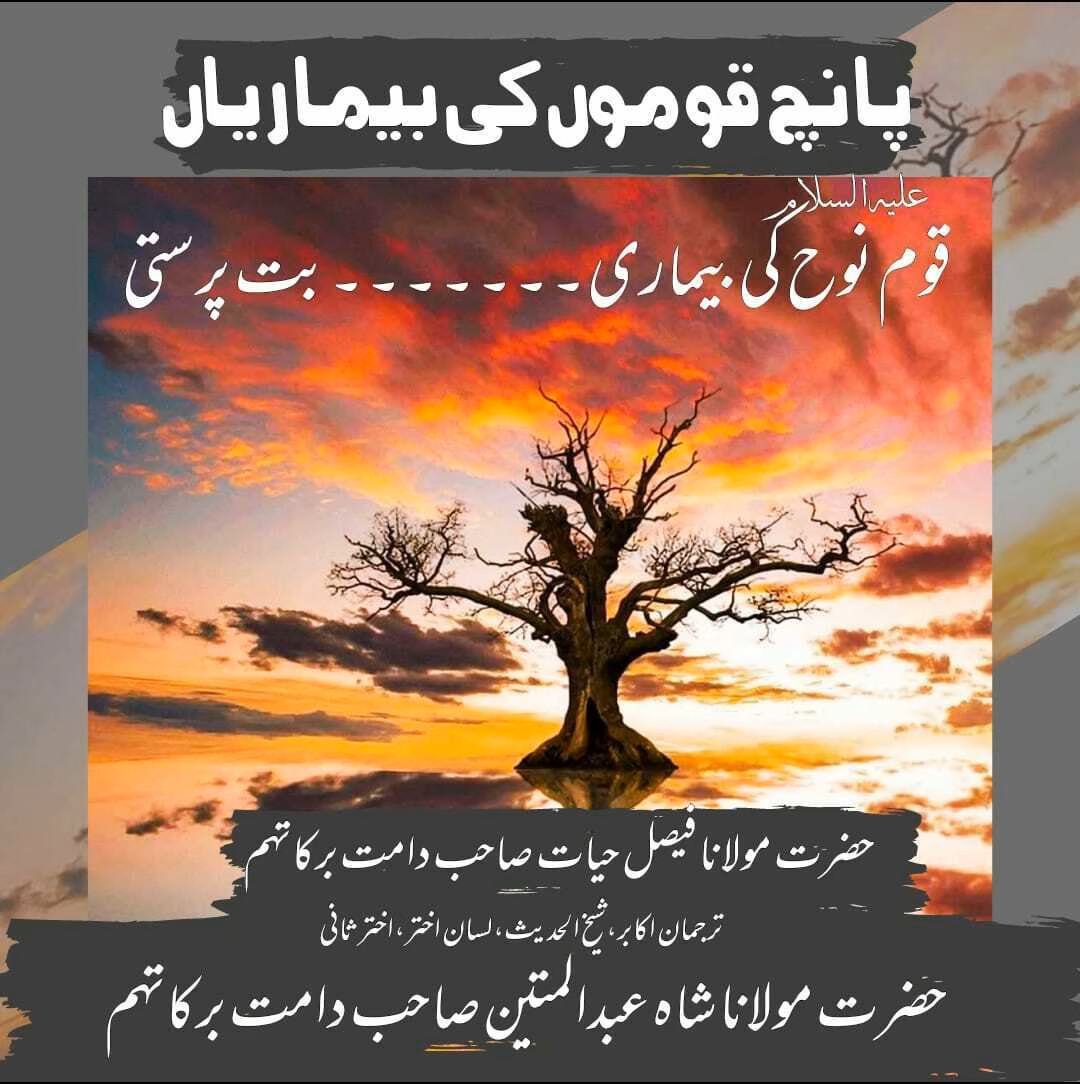 پانچ قوموں کی بیماریاں
علیہ السلام
قوم نوح کی بیماری ۔۔۔۔۔۔۔ بت پرستی
حضرت مولانا فیصل حیات صاحب دامت برکاتہم
ترجمان اکابر، شیخ الحدیث، لسان اختر، اختر ثانی
حضرت مولانا شاہ عبدالمتین صاحب دامت برکاتہم